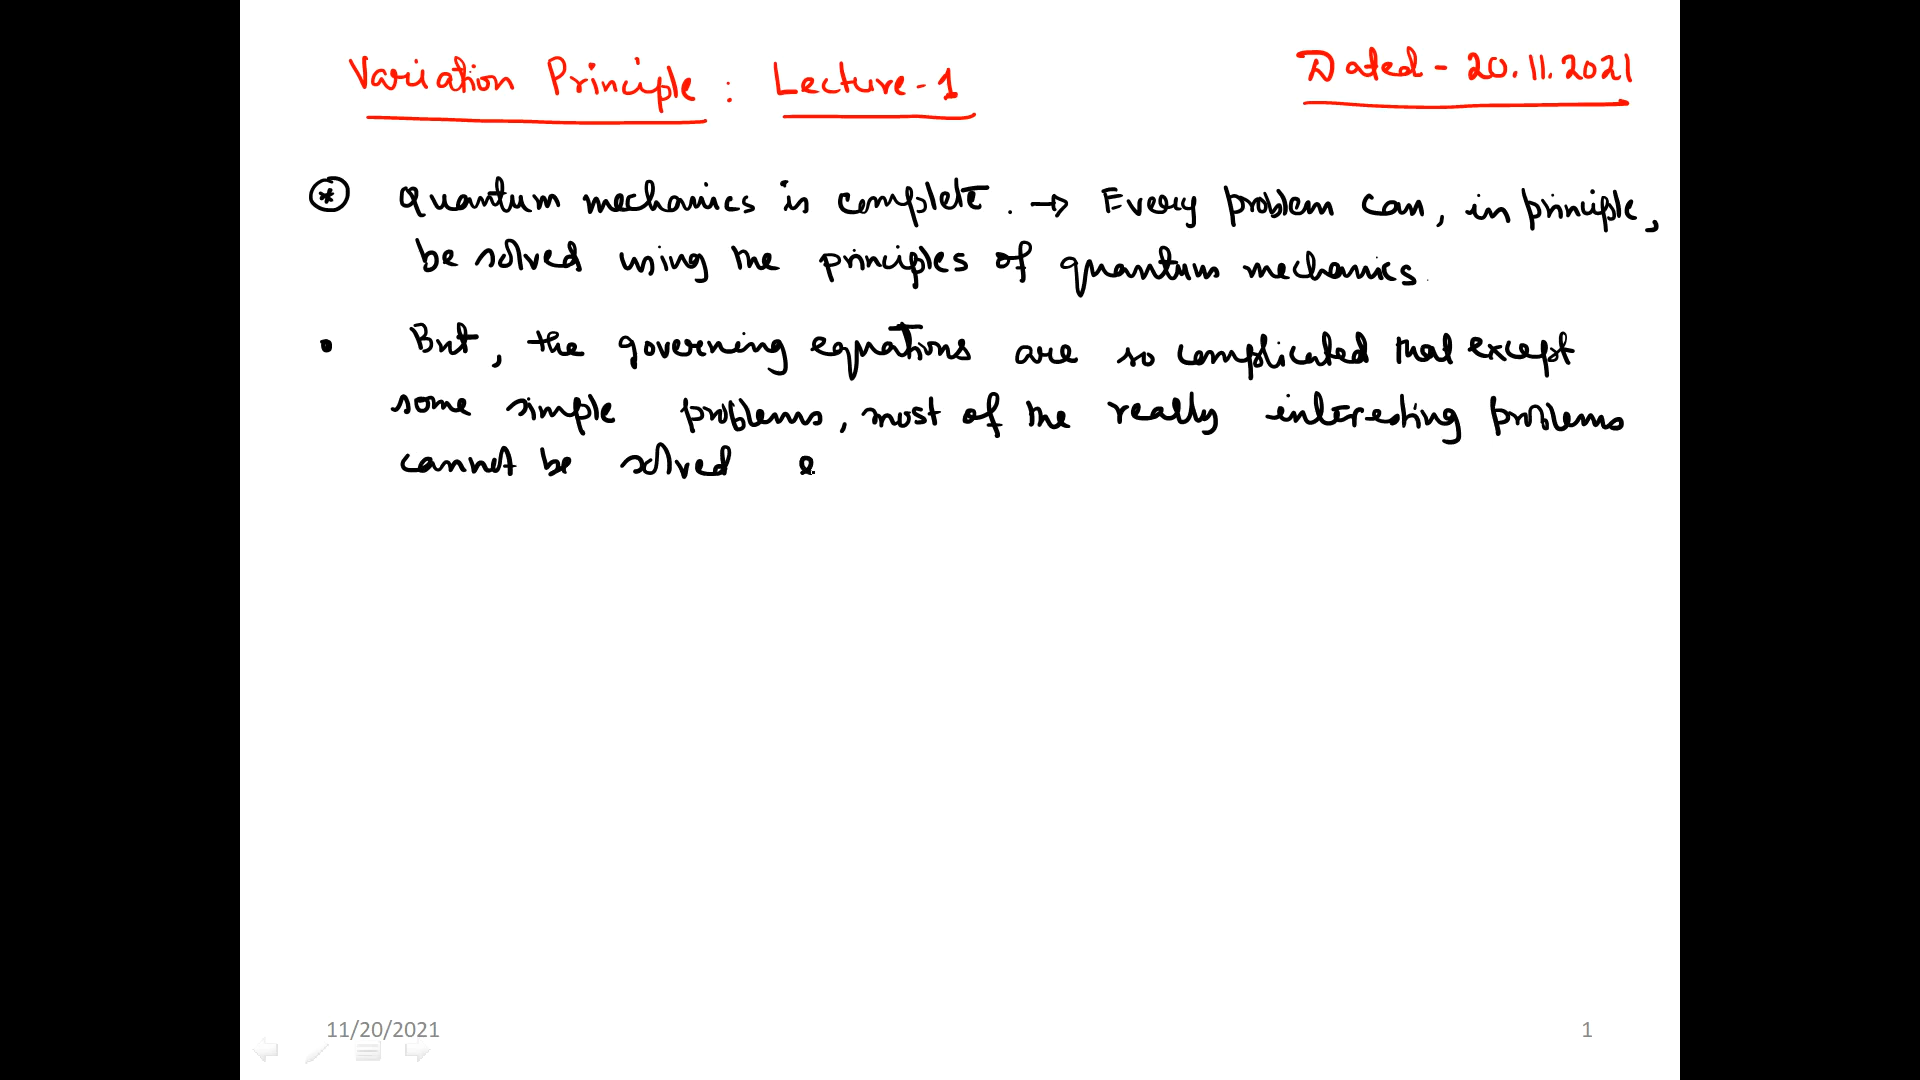 Variation Principle : Lecture-1 Dated - 20.11.2021
⊛ Quantum mechanics is complete. → Every problem can, in principle,
be solved using the principles of quantum mechanics.
• But, the governing equations are so complicated that except
some simple problems, most of the really interesting problems
cannot be solved e
11/20/2021 1